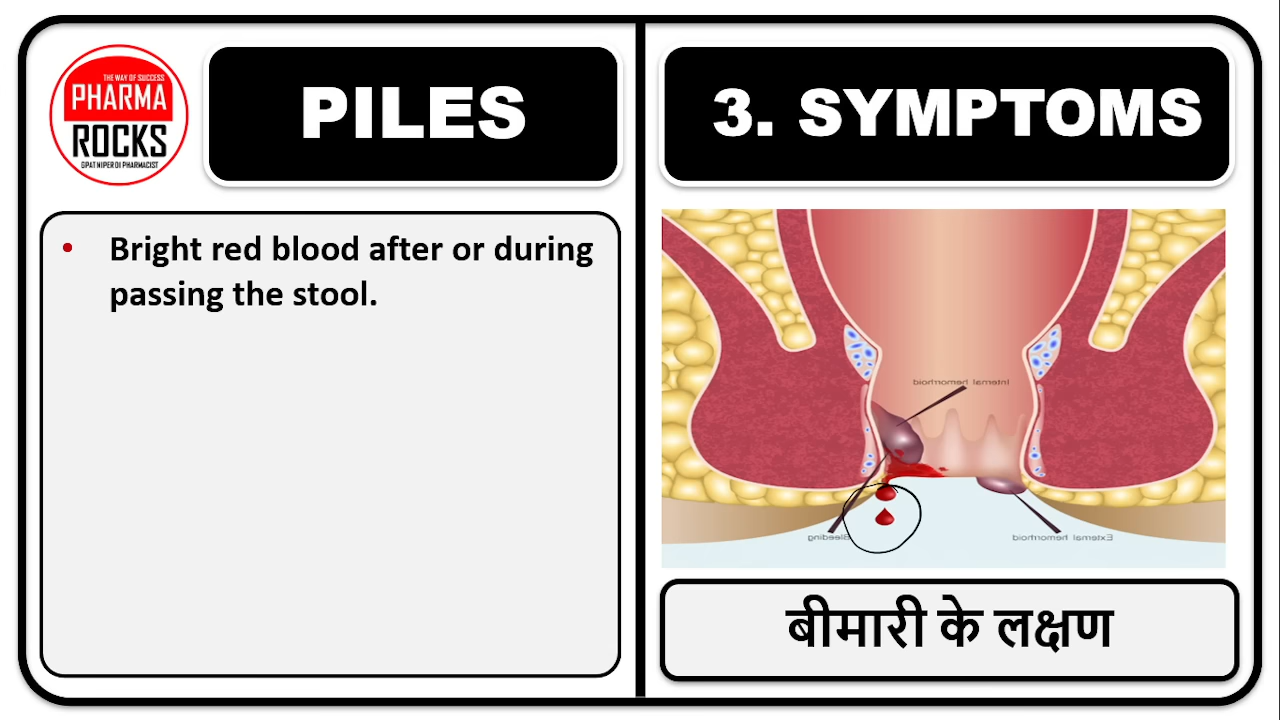 THE WAY OF SUCCESS
PHARMA
ROCKS
GPAT NIPER DI PHARMACIST
PILES
3. SYMPTOMS
• Bright red blood after or during
passing the stool.
Internal hemorrhoid
Bleeding
External hemorrhoid
बीमारी के लक्षण